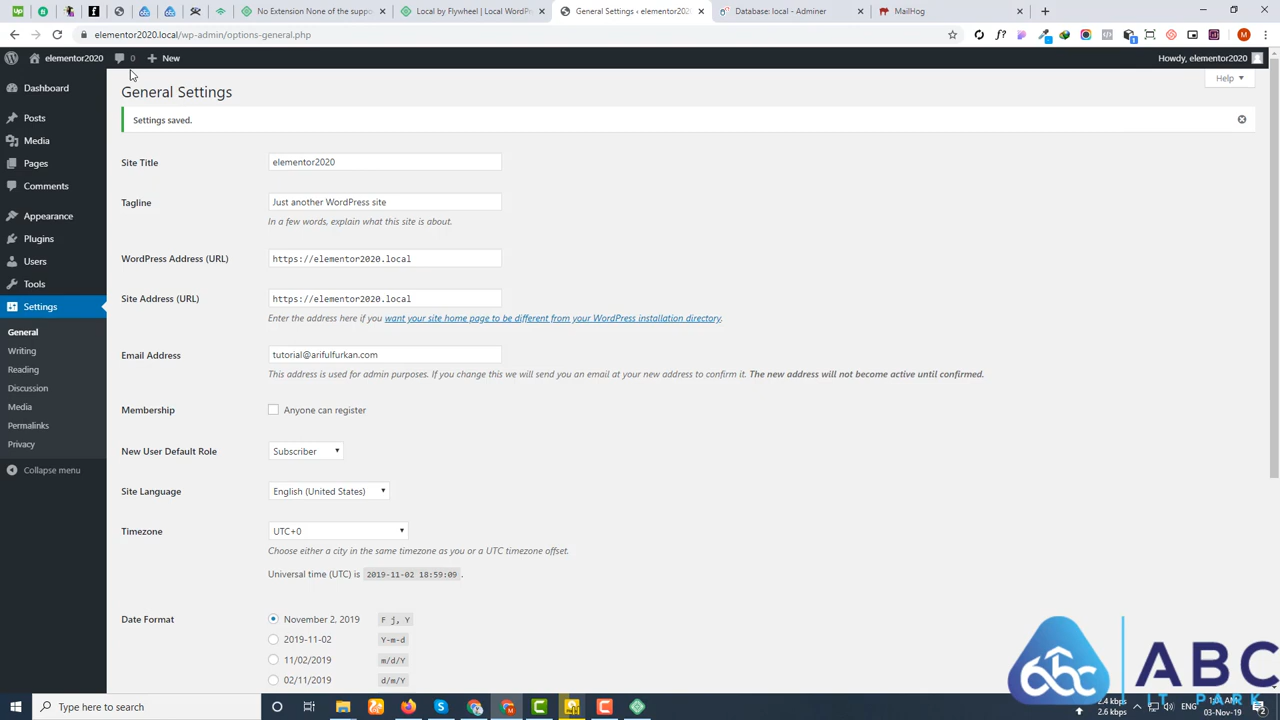 No Extension None of the suppo
Local by Flywheel | Local WordPr
General Settings ‹ elementor202
Database: local - Adminer
MailHog
elementor2020.local/wp-admin/options-general.php
elementor2020
0
New
Howdy, elementor2020
Help
Dashboard
Posts
Media
Pages
Comments
Appearance
Plugins
Users
Tools
Settings
General
Writing
Reading
Discussion
Media
Permalinks
Privacy
Collapse menu
General Settings
Settings saved.
Site Title
elementor2020
Tagline
Just another WordPress site
In a few words, explain what this site is about.
WordPress Address (URL)
https://elementor2020.local
Site Address (URL)
https://elementor2020.local
Enter the address here if you want your site home page to be different from your WordPress installation directory.
Email Address
tutorial@arifulfurkan.com
This address is used for admin purposes. If you change this we will send you an email at your new address to confirm it. The new address will not become active until confirmed.
Membership
Anyone can register
New User Default Role
Subscriber
Site Language
English (United States)
Timezone
UTC+0
Choose either a city in the same timezone as you or a UTC timezone offset.
Universal time (UTC) is 2019-11-02 18:59:09 .
Date Format
November 2, 2019 F j, Y
2019-11-02 Y-m-d
11/02/2019 m/d/Y
02/11/2019 d/m/Y
abc
ABC
IT PARK
Type here to search
2.6 kbps
ENG
03-Nov-19